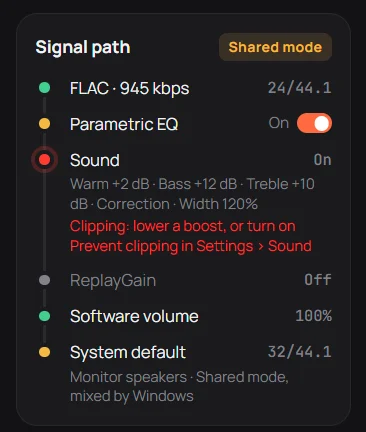 Signal path
Shared mode
FLAC · 945 kbps 24/44.1
Parametric EQ On
Sound On
Warm +2 dB · Bass +12 dB · Treble +10
dB · Correction · Width 120%
Clipping: lower a boost, or turn on
Prevent clipping in Settings > Sound
ReplayGain Off
Software volume 100%
System default 32/44.1
Monitor speakers · Shared mode,
mixed by Windows